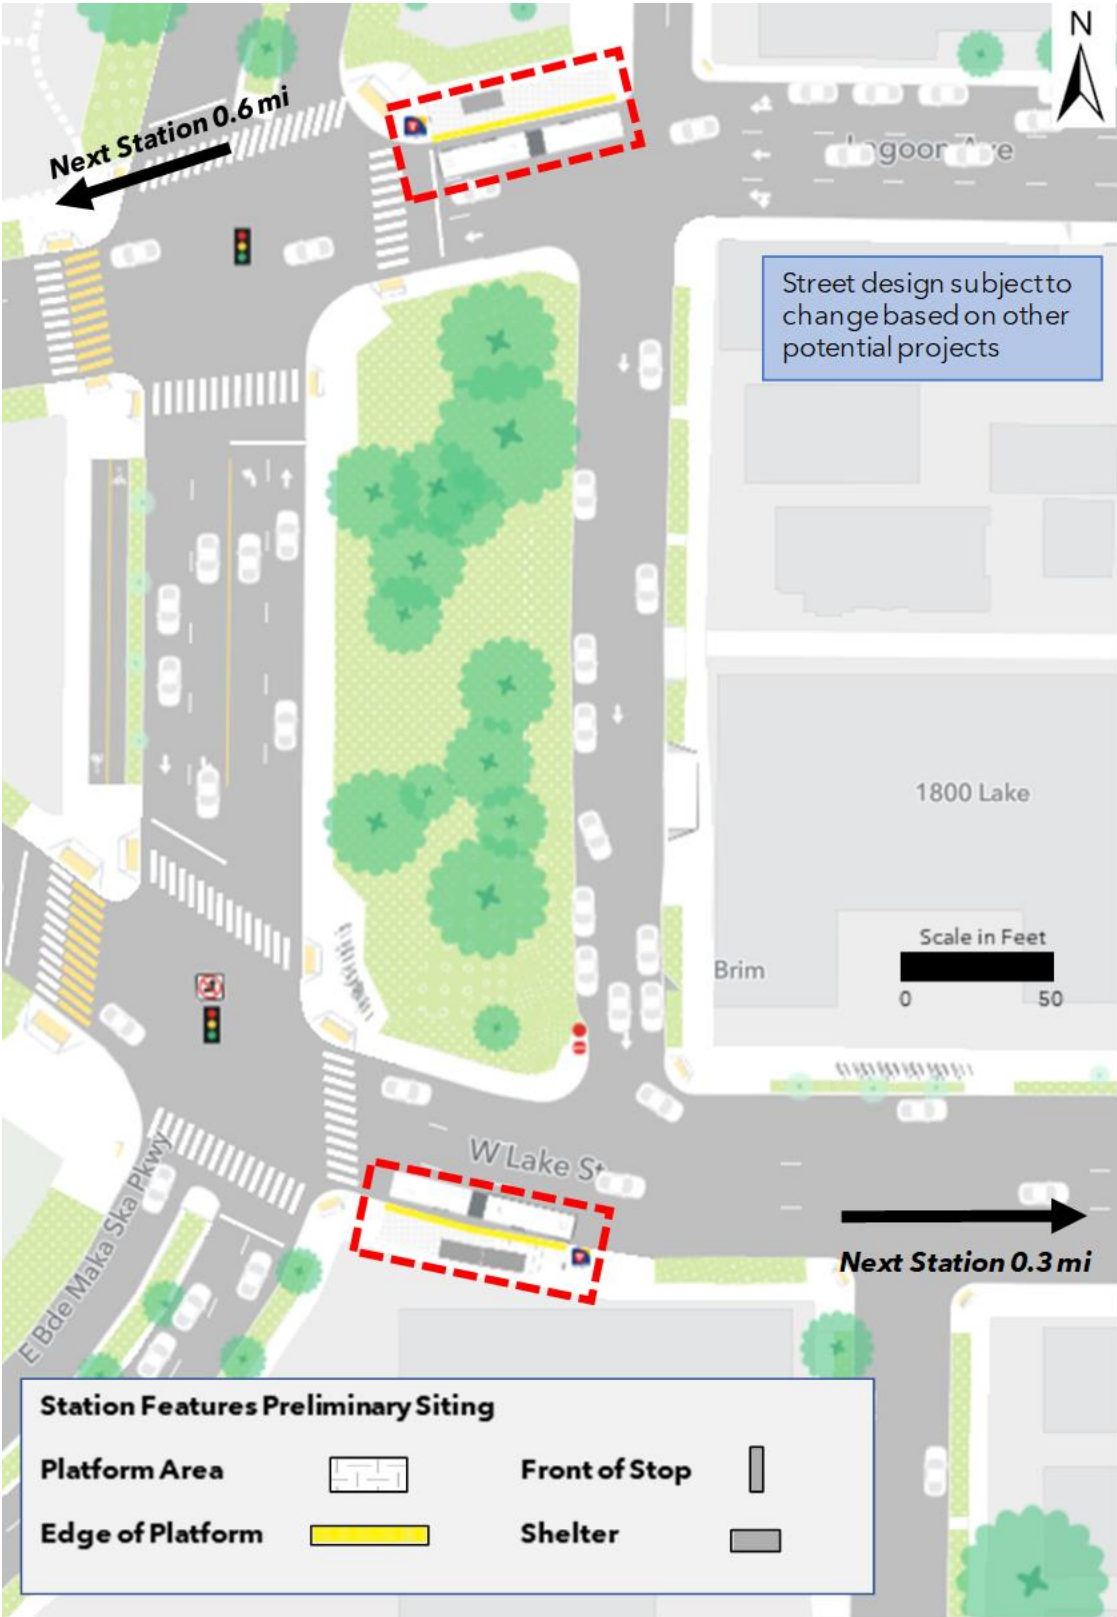 N
Next Station 0.6 mi
Lagoon Ave
Street design subject to
change based on other
potential projects
1800 Lake
Scale in Feet
0 50
Brim
W Lake St
E Bde Maka Ska Pkwy
Next Station 0.3 mi
Station Features Preliminary Siting
Platform Area
Front of Stop
Edge of Platform
Shelter